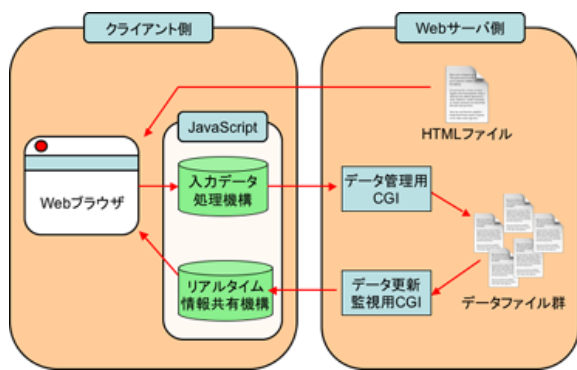 クライアント側
Webサーバ側
HTMLファイル
JavaScript
Webブラウザ
入力データ
処理機構
データ管理用
CGI
リアルタイム
情報共有機構
データ更新
監視用CGI
データファイル群